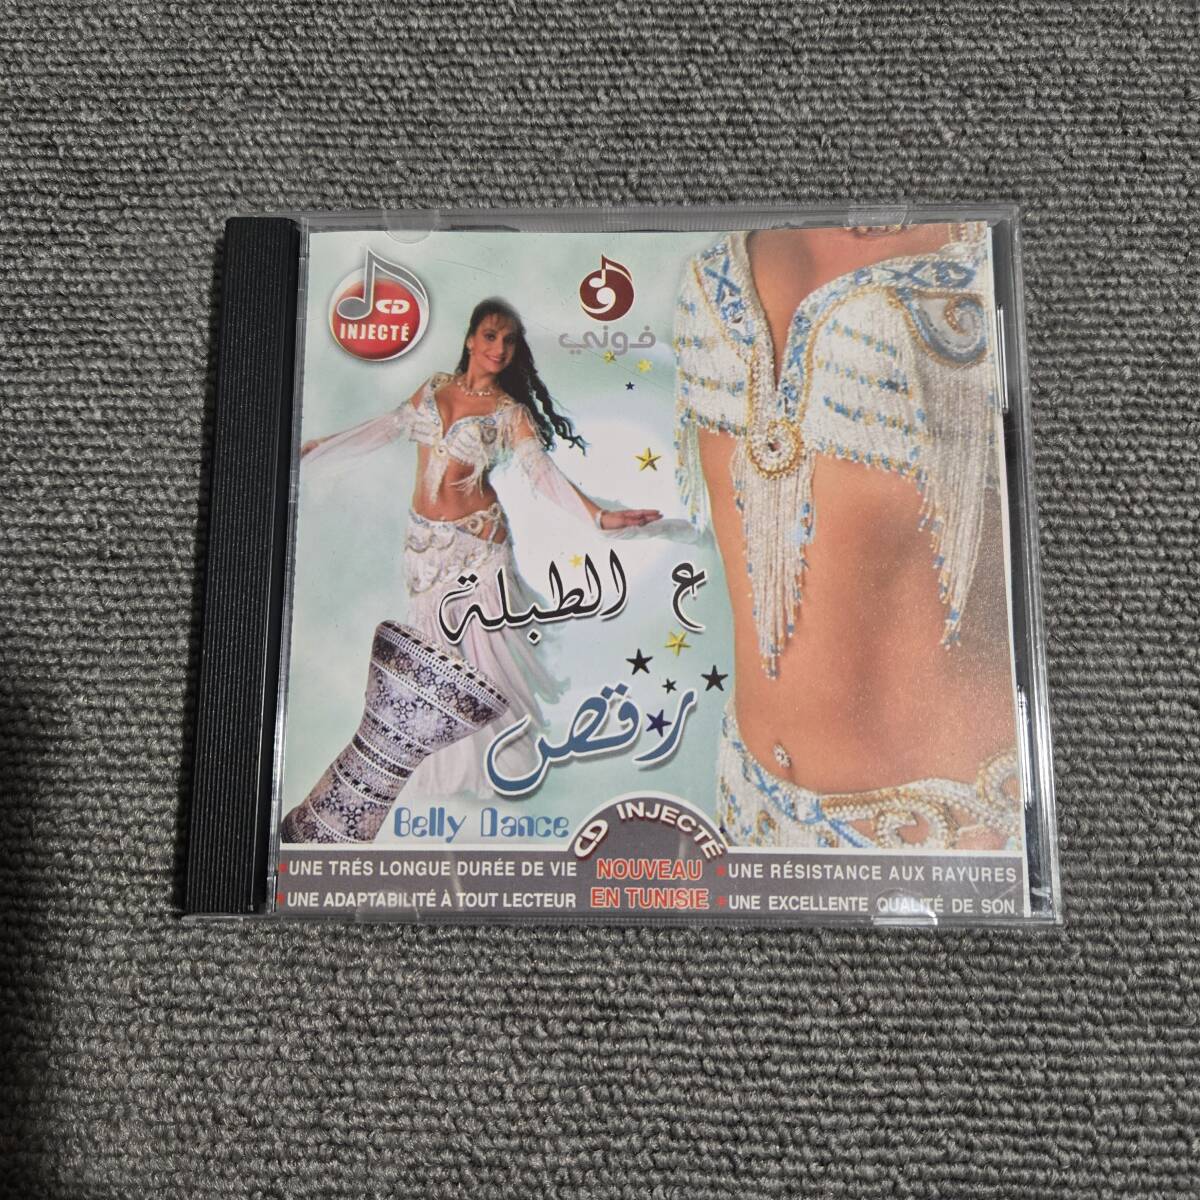 CD
INJECTÉ
فوني
ع الطبلة
رقص
Belly Dance
CD INJECTÉ
UNE TRÉS LONGUE DURÉE DE VIE
UNE ADAPTABILITÉ À TOUT LECTEUR
NOUVEAU
EN TUNISIE
UNE RÉSISTANCE AUX RAYURES
UNE EXCELLENTE QUALITÉ DE SON